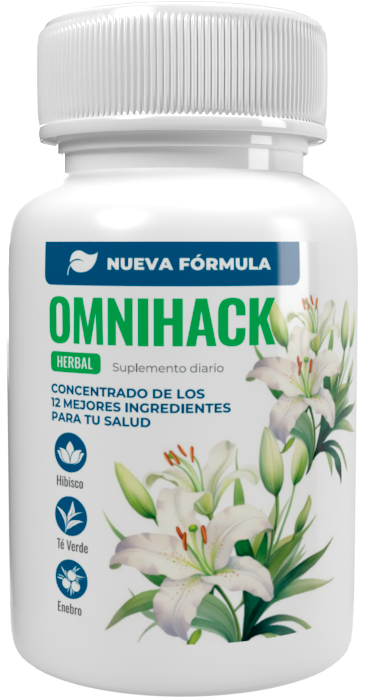 NUEVA FÓRMULA
OMNIHACK
HERBAL Suplemento diario
CONCENTRADO DE LOS
12 MEJORES INGREDIENTES
PARA TU SALUD
Hibisco
Té Verde
Enebro